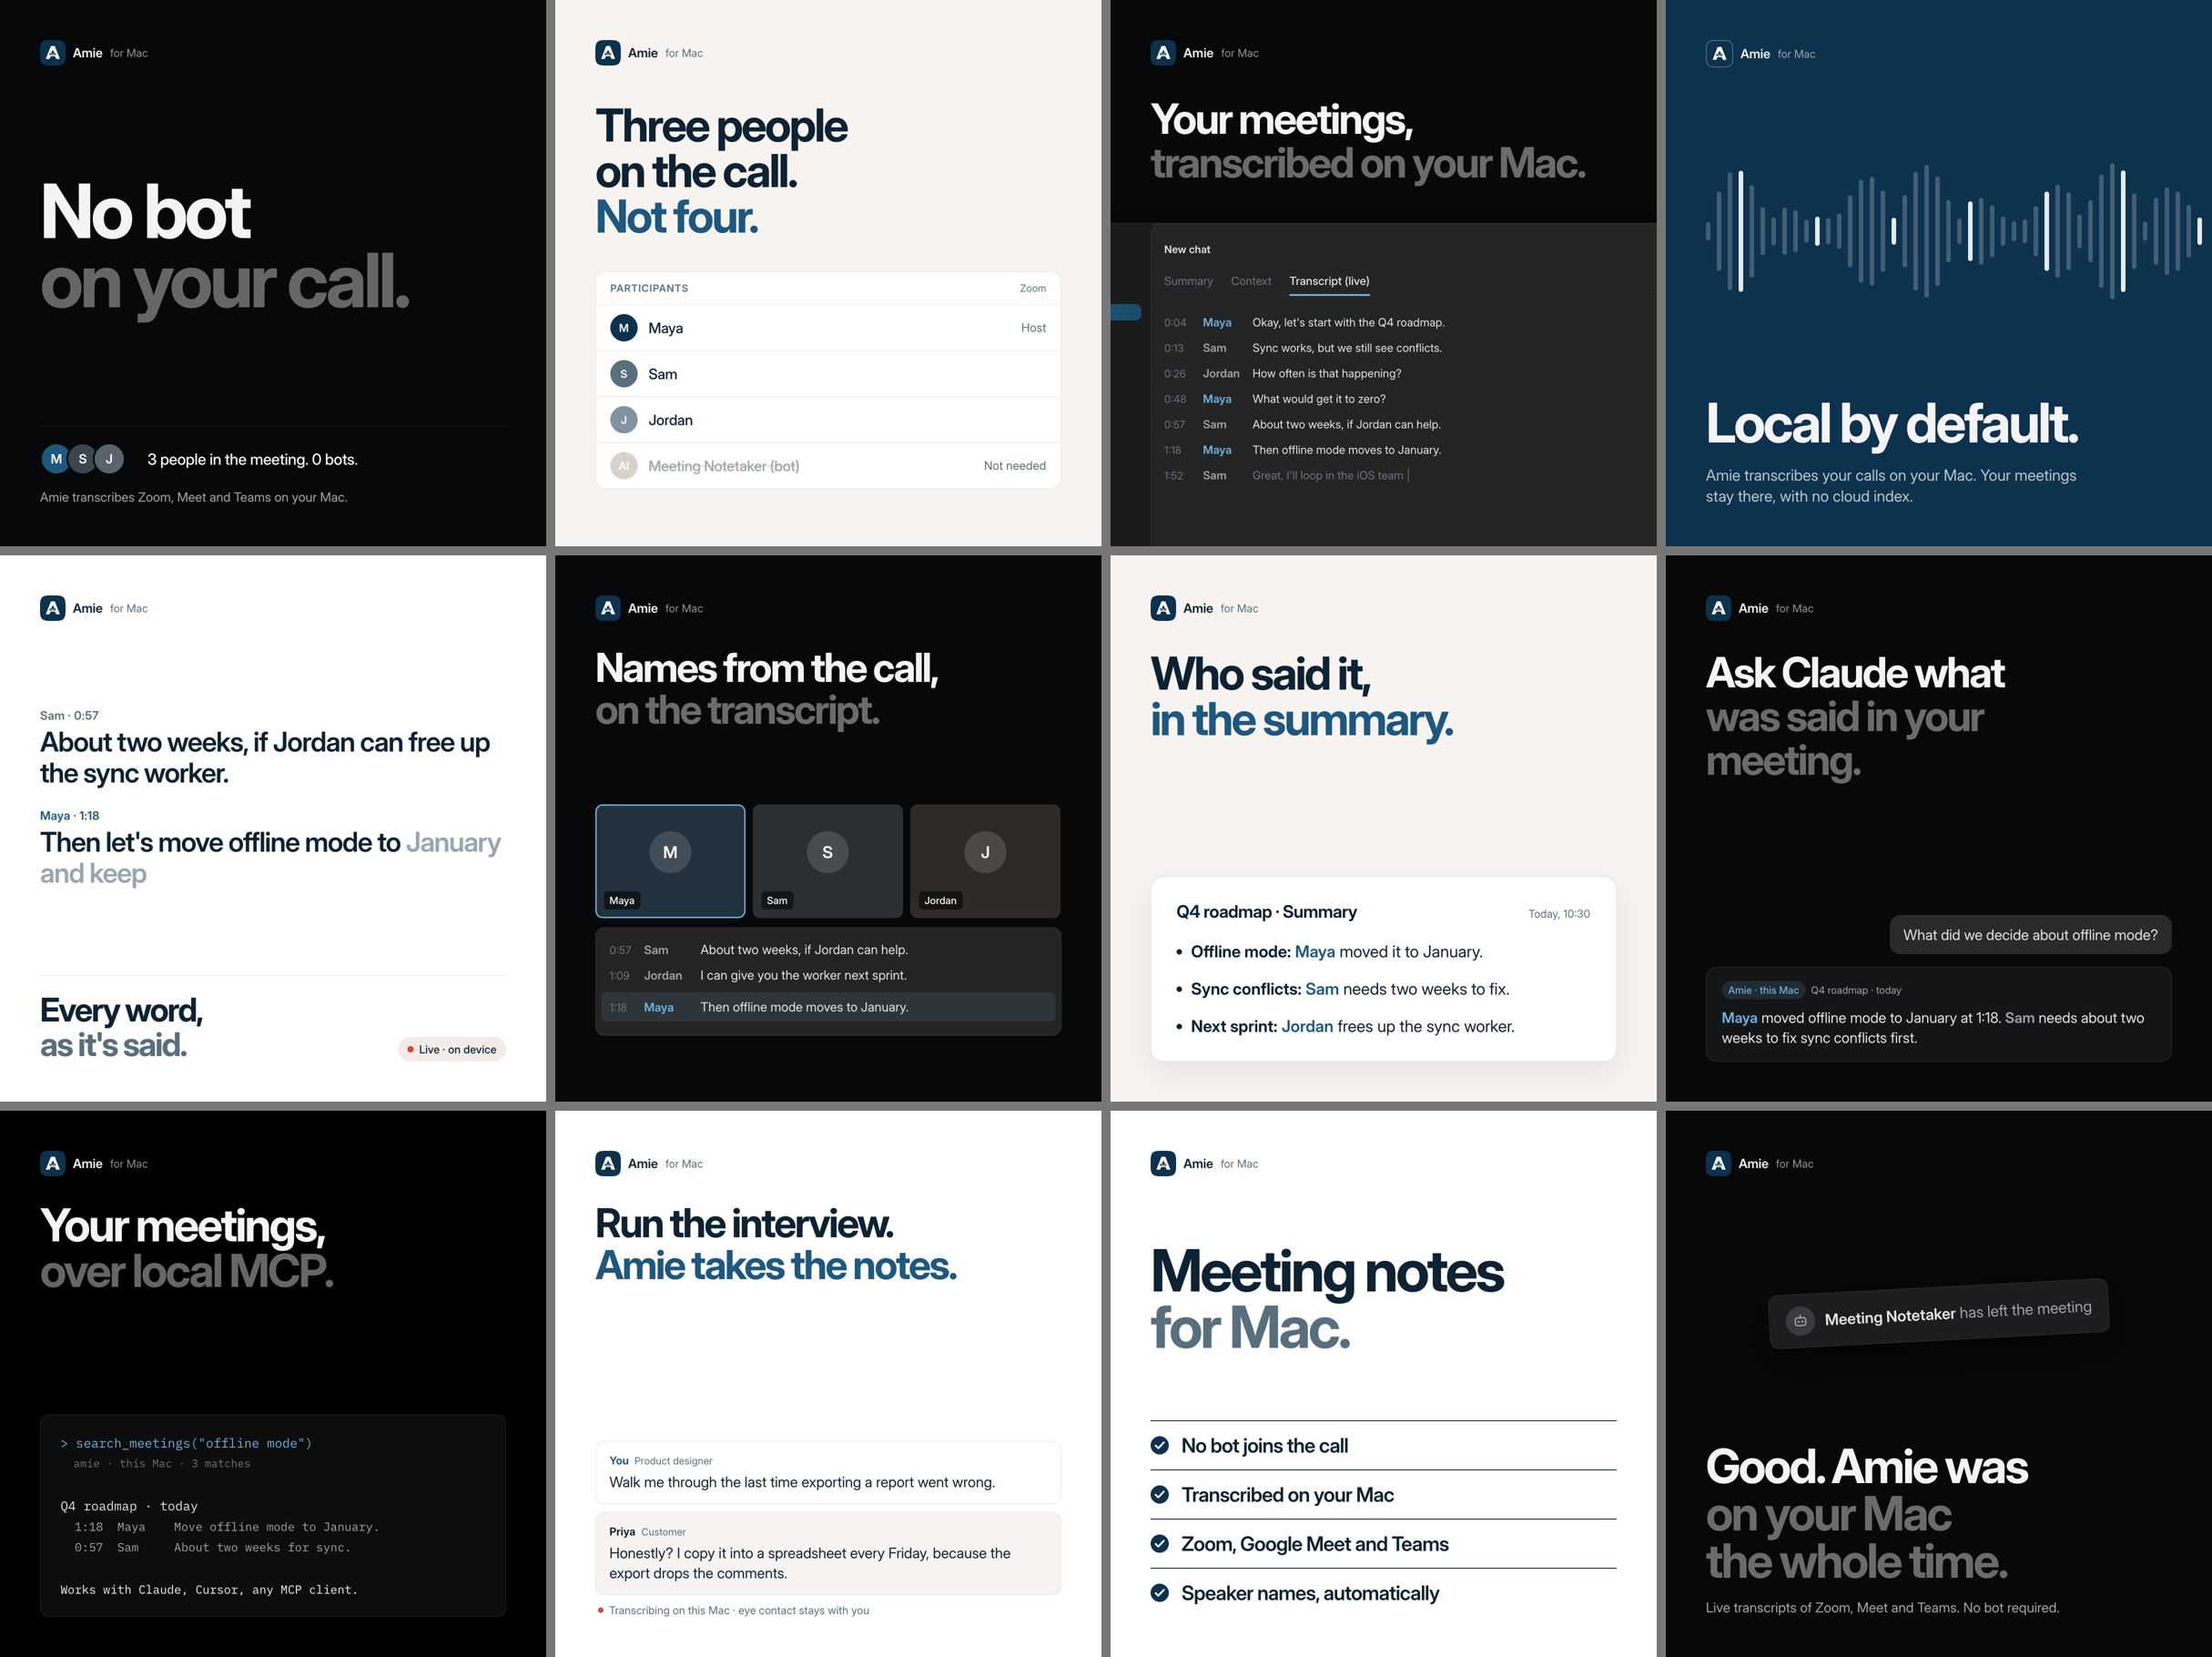 Amie for Mac
No bot
on your call.
M S J 3 people in the meeting. 0 bots.
Amie transcribes Zoom, Meet and Teams on your Mac.
Amie for Mac
Three people
on the call.
Not four.
PARTICIPANTS Zoom
M Maya Host
S Sam
J Jordan
AI Meeting Notetaker (bot) Not needed
Amie for Mac
Your meetings,
transcribed on your Mac.
New chat
Summary Context Transcript (live)
0:04 Maya Okay, let's start with the Q4 roadmap.
0:13 Sam Sync works, but we still see conflicts.
0:26 Jordan How often is that happening?
0:48 Maya What would get it to zero?
0:57 Sam About two weeks, if Jordan can help.
1:18 Maya Then offline mode moves to January.
1:52 Sam Great, I'll loop in the iOS team
Amie for Mac
Local by default.
Amie transcribes your calls on your Mac. Your meetings
stay there, with no cloud index.
Amie for Mac
Sam · 0:57
About two weeks, if Jordan can free up
the sync worker.
Maya · 1:18
Then let's move offline mode to January
and keep
Every word,
as it's said.
Live · on device
Amie for Mac
Names from the call,
on the transcript.
M S J
Maya Sam Jordan
0:57 Sam About two weeks, if Jordan can help.
1:09 Jordan I can give you the worker next sprint.
1:18 Maya Then offline mode moves to January.
Amie for Mac
Who said it,
in the summary.
Q4 roadmap · Summary Today, 10:30
• Offline mode: Maya moved it to January.
• Sync conflicts: Sam needs two weeks to fix.
• Next sprint: Jordan frees up the sync worker.
Amie for Mac
Ask Claude what
was said in your
meeting.
What did we decide about offline mode?
Amie · this Mac Q4 roadmap · today
Maya moved offline mode to January at 1:18. Sam needs about two
weeks to fix sync conflicts first.
Amie for Mac
Your meetings,
over local MCP.
> search_meetings("offline mode")
amie · this Mac · 3 matches
Q4 roadmap · today
1:18 Maya Move offline mode to January.
0:57 Sam About two weeks for sync.
Works with Claude, Cursor, any MCP client.
Amie for Mac
Run the interview.
Amie takes the notes.
You Product designer
Walk me through the last time exporting a report went wrong.
Priya Customer
Honestly? I copy it into a spreadsheet every Friday, because the
export drops the comments.
Transcribing on this Mac · eye contact stays with you
Amie for Mac
Meeting notes
for Mac.
No bot joins the call
Transcribed on your Mac
Zoom, Google Meet and Teams
Speaker names, automatically
Amie for Mac
Meeting Notetaker has left the meeting
Good. Amie was
on your Mac
the whole time.
Live transcripts of Zoom, Meet and Teams. No bot required.